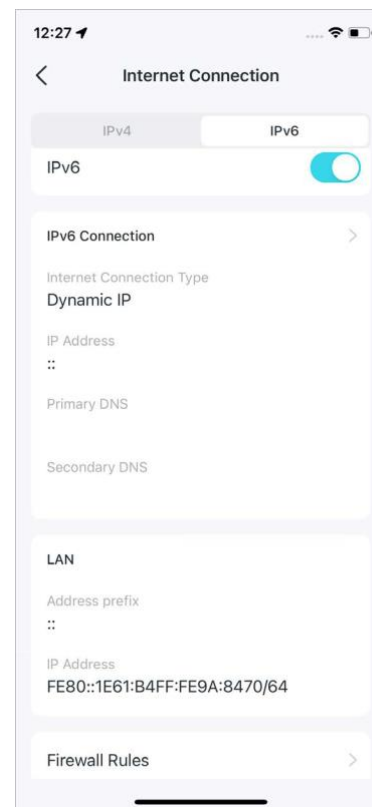 12:27
Internet Connection
IPv4 IPv6
IPv6
IPv6 Connection
Internet Connection Type
Dynamic IP
IP Address
::
Primary DNS
Secondary DNS
LAN
Address prefix
::
IP Address
FE80::1E61:B4FF:FE9A:8470/64
Firewall Rules